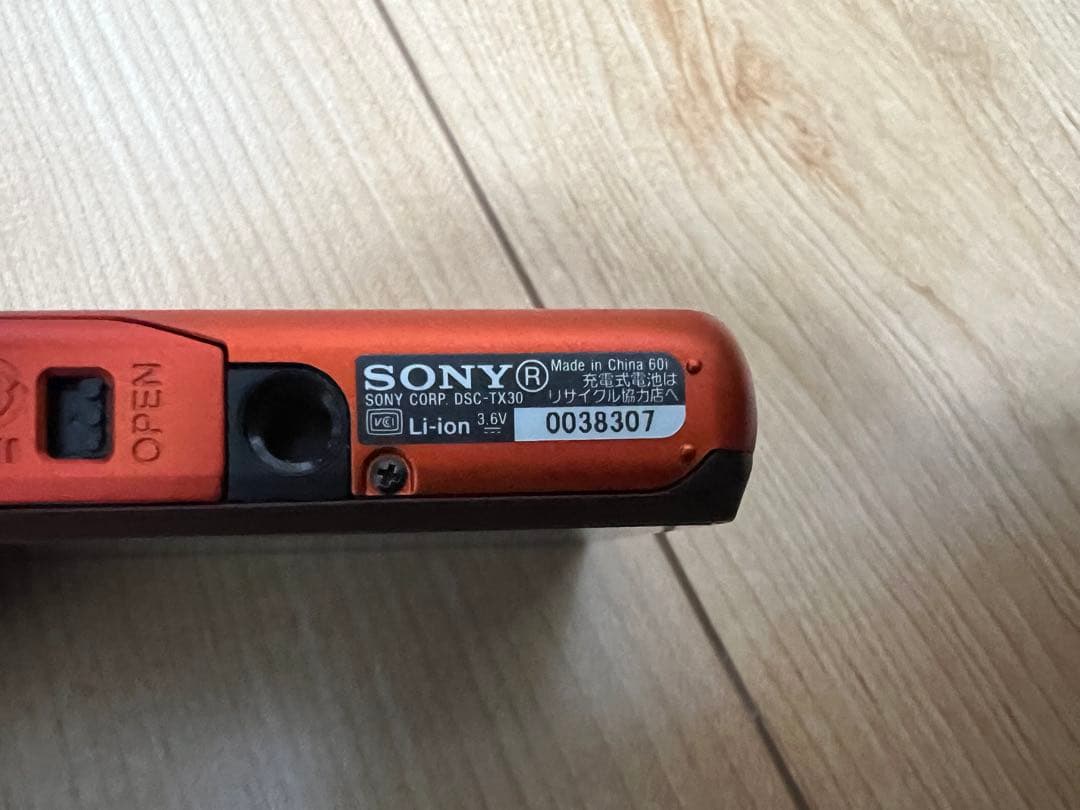 OPEN
SONY® Made in China 60i
充電式電池は
SONY CORP. DSC-TX30 リサイクル協力店へ
VCI Li-ion 3.6V 0038307